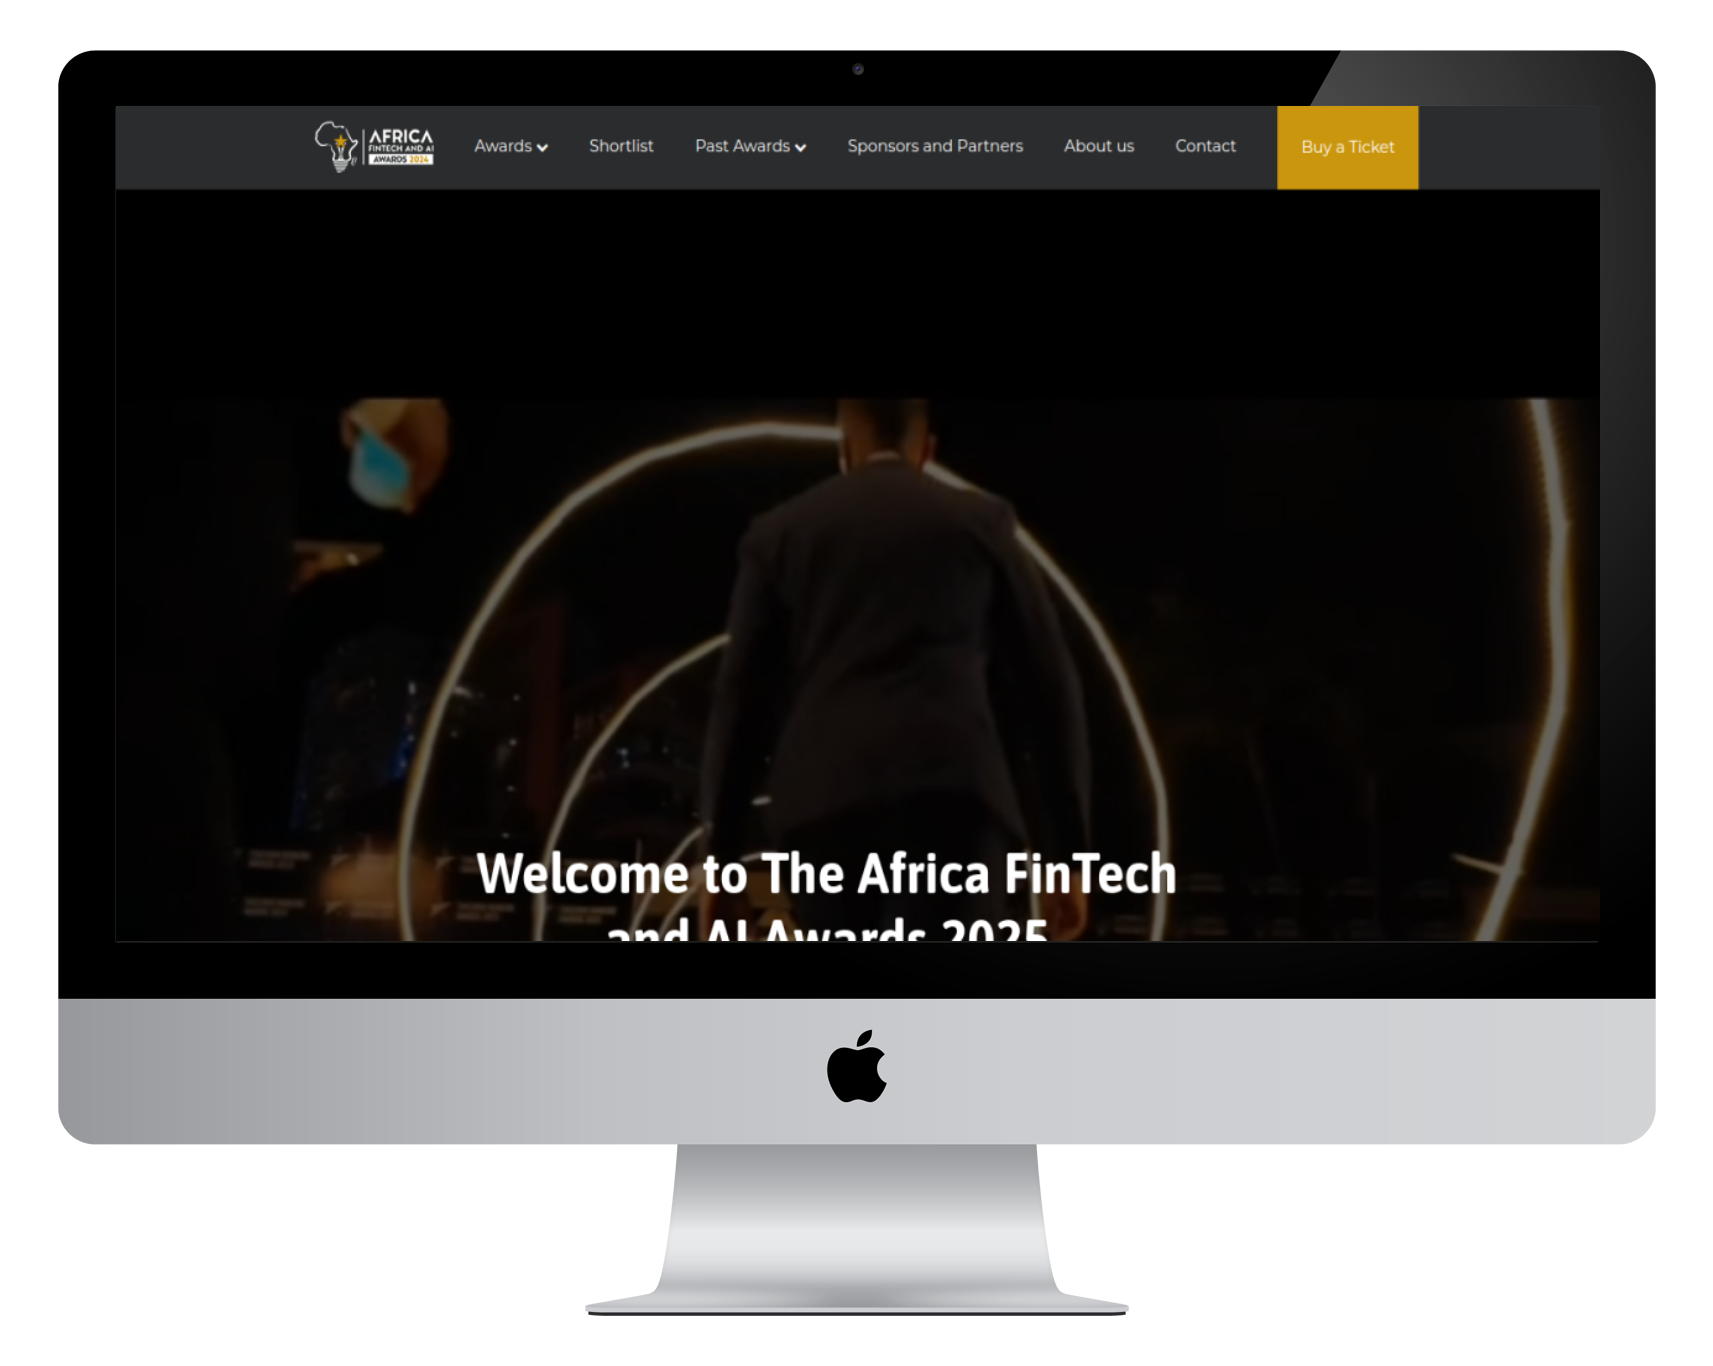 AFRICA
FINTECH AND AI
AWARDS 2024
Awards
Shortlist
Past Awards
Sponsors and Partners
About us
Contact
Buy a Ticket
Welcome to The Africa FinTech
and AI Awards 2025